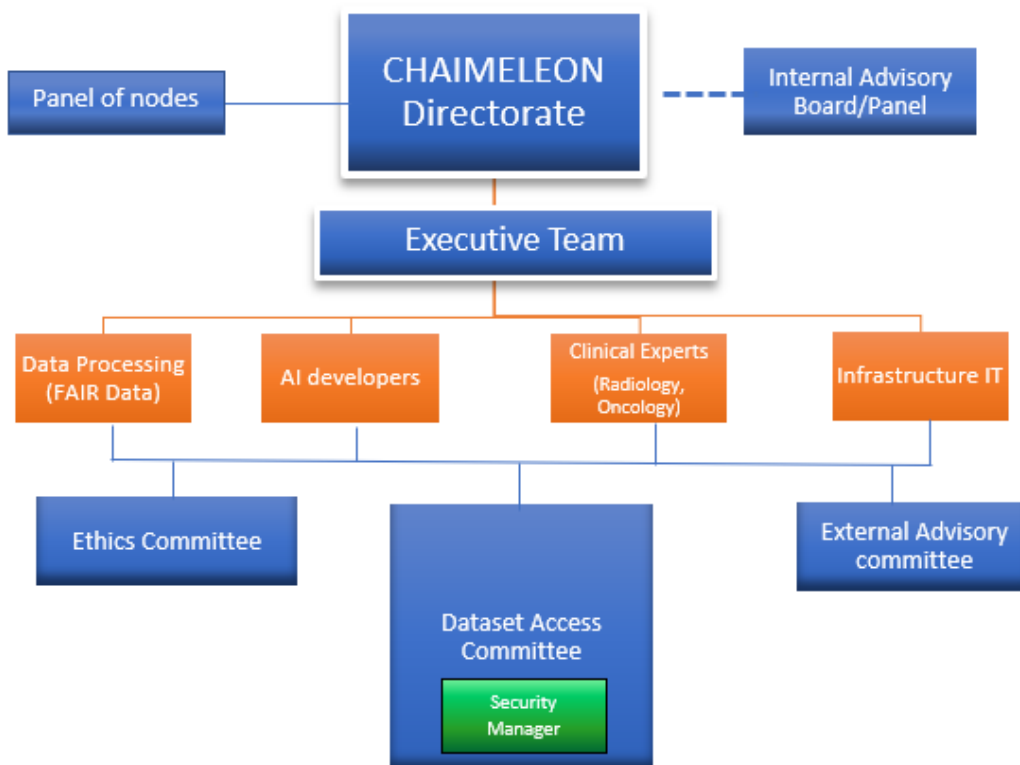 CHAIMELEON
Directorate
Panel of nodes
Internal Advisory
Board/Panel
Executive Team
Data Processing
(FAIR Data)
AI developers
Clinical Experts
(Radiology,
Oncology)
Infrastructure IT
Ethics Committee
Dataset Access
Committee
Security
Manager
External Advisory
committee